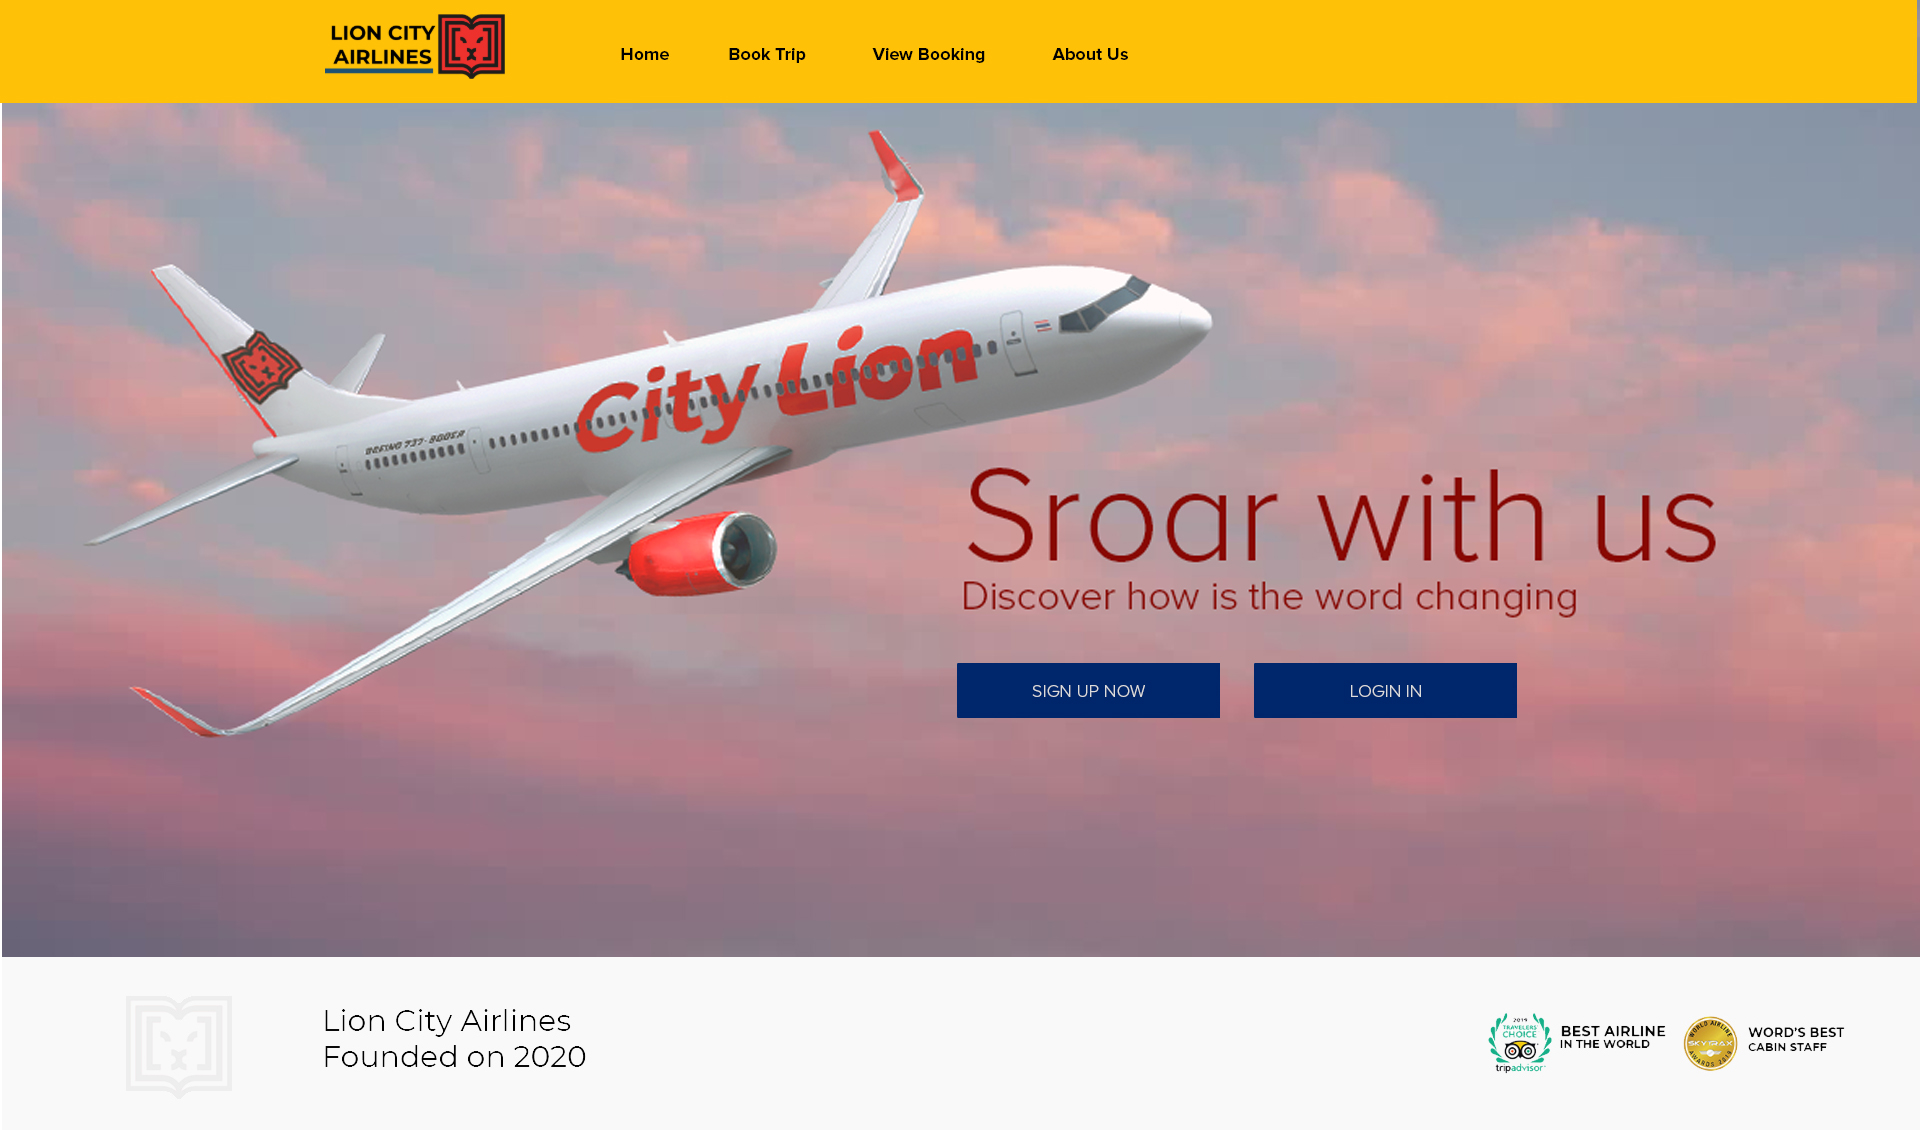 LION CITY
AIRLINES
Home
Book Trip
View Booking
About Us
City Lion
BOEING 737-800ER
Sroar with us
Discover how is the word changing
SIGN UP NOW
LOGIN IN
Lion City Airlines
Founded on 2020
2019
TRAVELERS'
CHOICE
tripadvisor
BEST AIRLINE
IN THE WORLD
WORLD AIRLINE
SKYTRAX
AWARDS
WORD'S BEST
CABIN STAFF